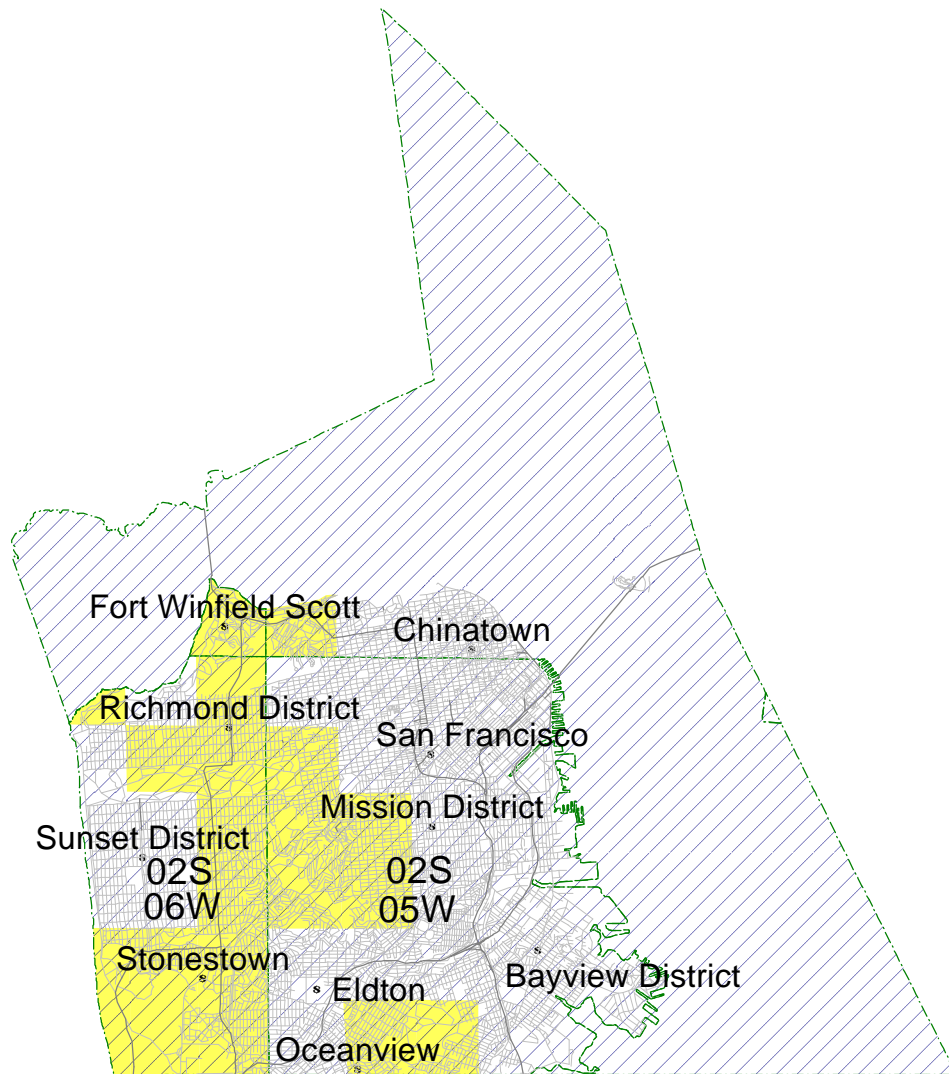 Fort Winfield Scott
Chinatown
Richmond District
San Francisco
Mission District
Sunset District
02S
06W
02S
05W
Stonestown
Bayview District
Eldton
Oceanview